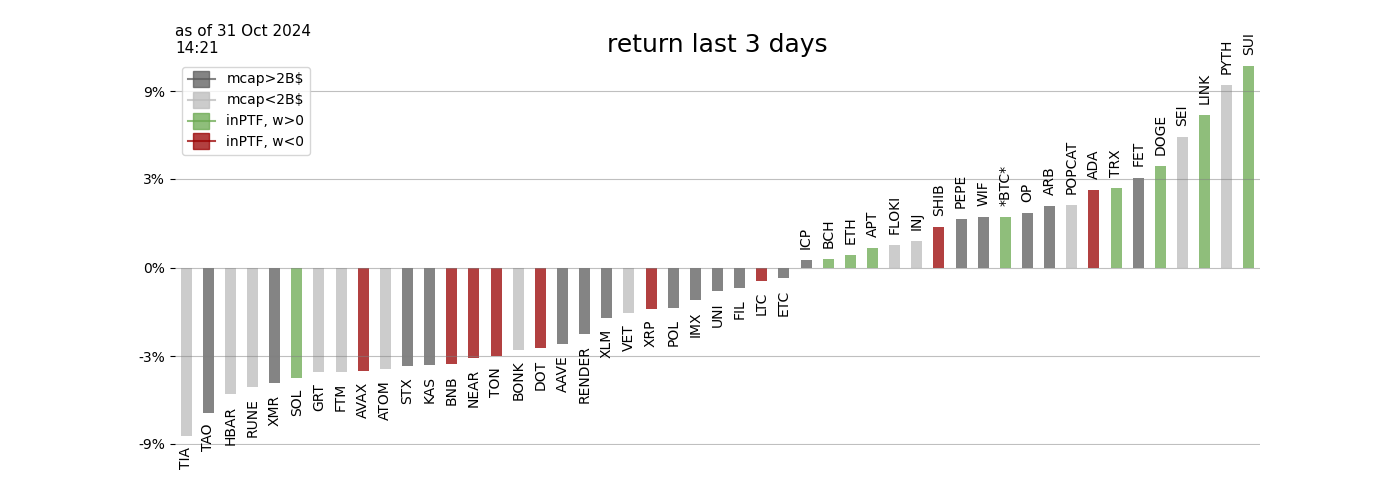 as of 31 Oct 2024
14:21
return last 3 days
mcap>2B$
mcap<2B$
inPTF, w>0
inPTF, w<0
9%
3%
0%
-3%
-9%
TIA
TAO
HBAR
RUNE
XMR
SOL
GRT
FTM
AVAX
ATOM
STX
KAS
BNB
NEAR
TON
BONK
DOT
AAVE
RENDER
XLM
VET
XRP
POL
IMX
UNI
FIL
LTC
ETC
ICP
BCH
ETH
APT
FLOKI
INJ
SHIB
PEPE
WIF
*BTC*
OP
ARB
POPCAT
ADA
TRX
FET
DOGE
SEI
LINK
PYTH
SUI